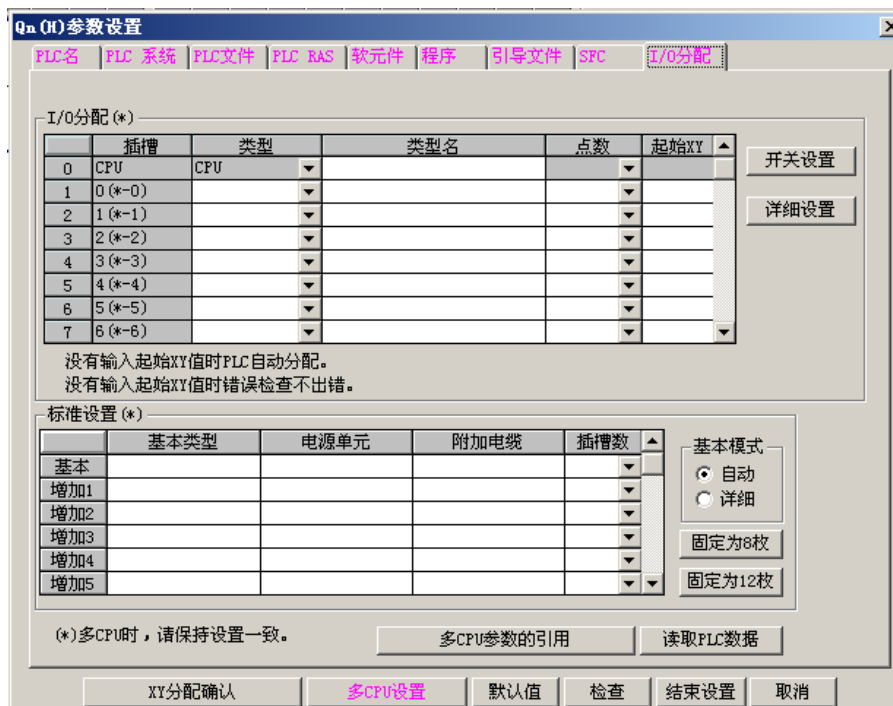 Qn(H)参数设置
PLC名 PLC 系统 PLC文件 PLC RAS 软元件 程序 引导文件 SFC I/O分配
I/O分配(*)
插槽 类型 类型名 点数 起始XY
0 CPU CPU
1 0(*-0)
2 1(*-1)
3 2(*-2)
4 3(*-3)
5 4(*-4)
6 5(*-5)
7 6(*-6)
开关设置
详细设置
没有输入起始XY值时PLC自动分配。
没有输入起始XY值时错误检查不出错。
标准设置(*)
基本类型 电源单元 附加电缆 插槽数
基本
增加1
增加2
增加3
增加4
增加5
基本模式
自动
详细
固定为8枚
固定为12枚
(*)多CPU时，请保持设置一致。
多CPU参数的引用 读取PLC数据
XY分配确认 多CPU设置 默认值 检查 结束设置 取消